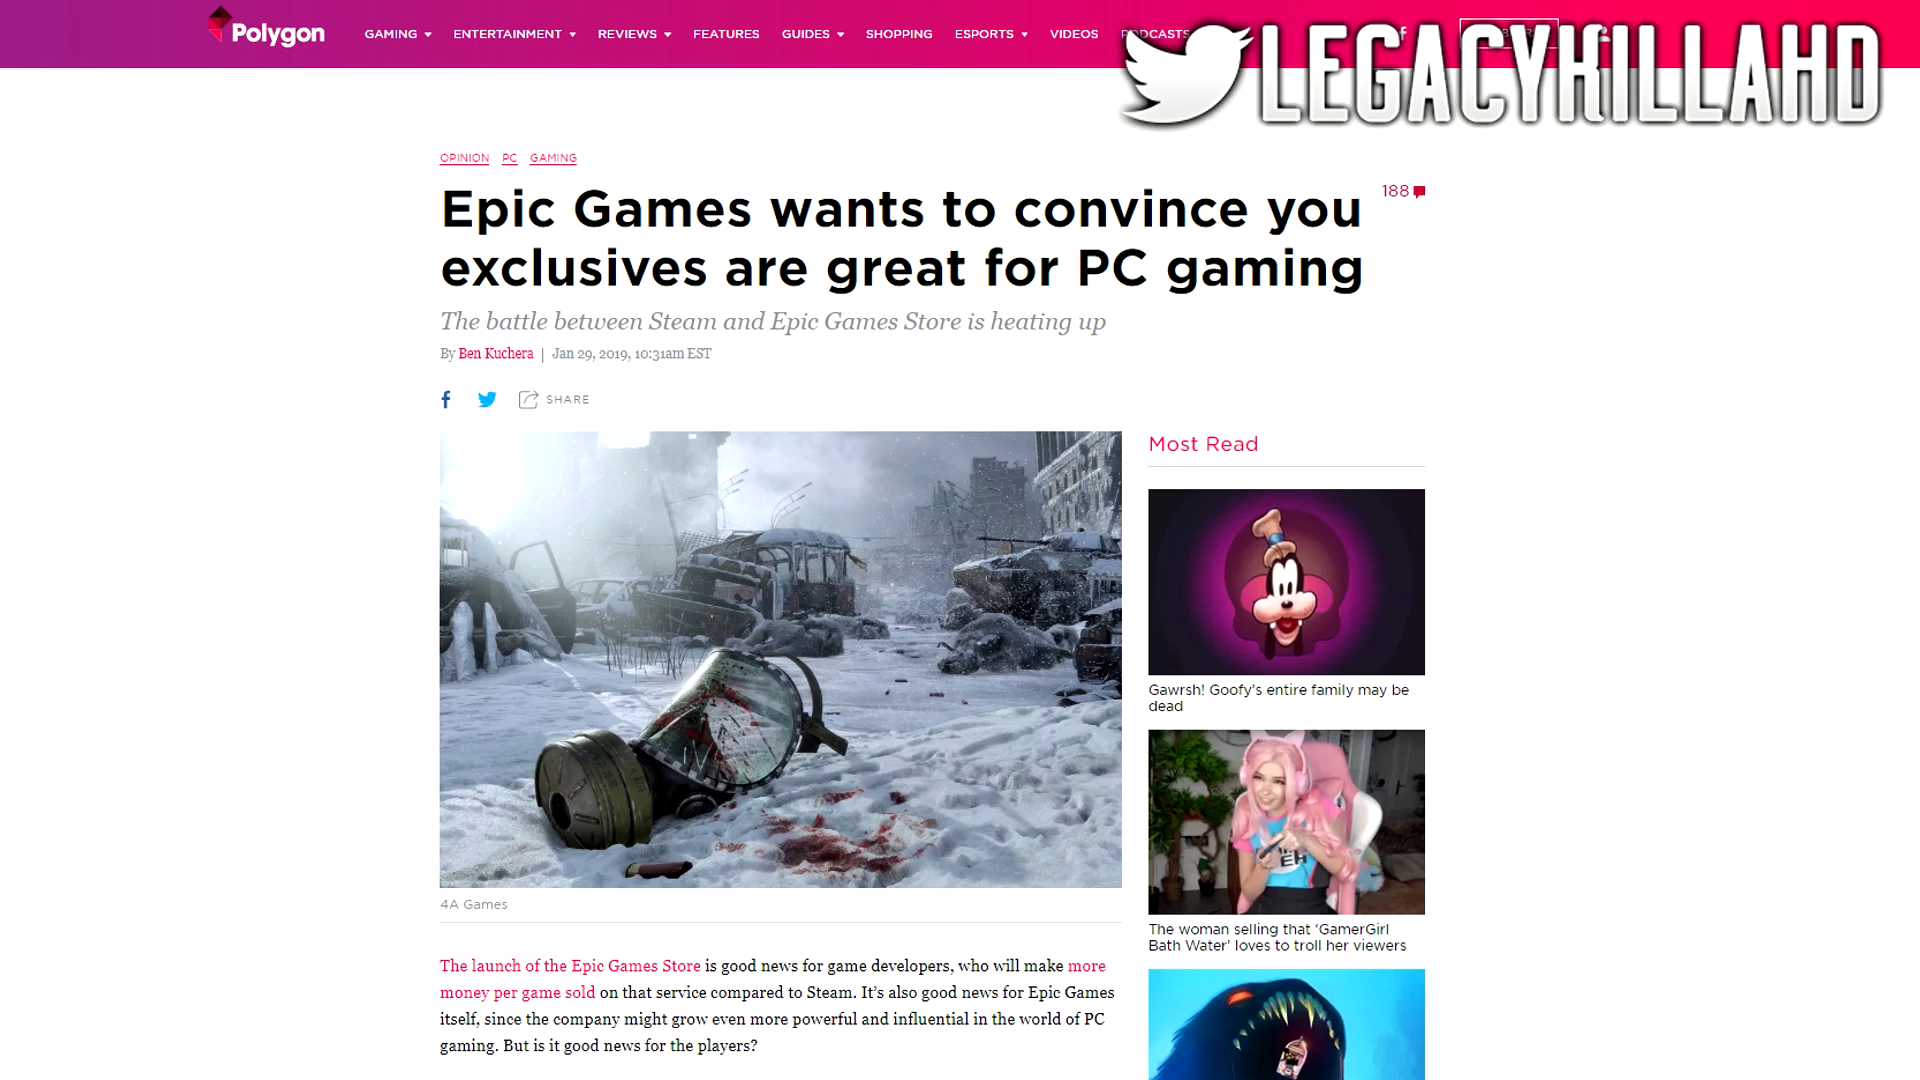 Polygon
GAMING
ENTERTAINMENT
REVIEWS
FEATURES
GUIDES
SHOPPING
ESPORTS
VIDEOS
PODCASTS
LEGACYKILLAHD
OPINION PC GAMING
Epic Games wants to convince you
exclusives are great for PC gaming
188
The battle between Steam and Epic Games Store is heating up
By Ben Kuchera | Jan 29, 2019, 10:31am EST
SHARE
4A Games
The launch of the Epic Games Store is good news for game developers, who will make more
money per game sold on that service compared to Steam. It’s also good news for Epic Games
itself, since the company might grow even more powerful and influential in the world of PC
gaming. But is it good news for the players?
Most Read
Gawrsh! Goofy’s entire family may be
dead
The woman selling that ‘GamerGirl
Bath Water’ loves to troll her viewers